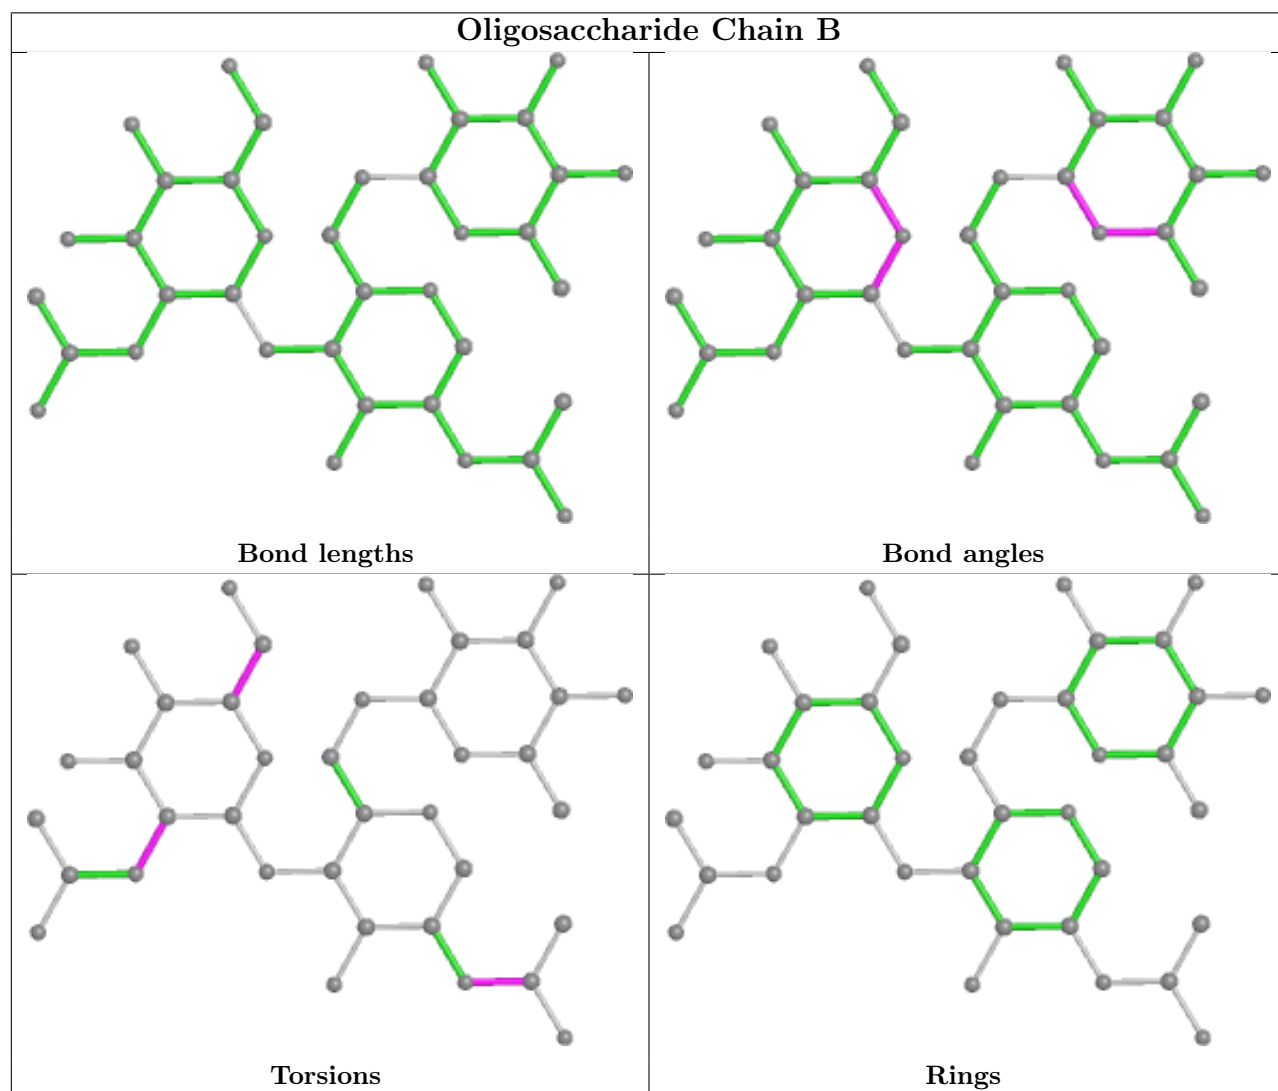 Oligosaccharide Chain B
Bond lengths
Bond angles
Torsions
Rings